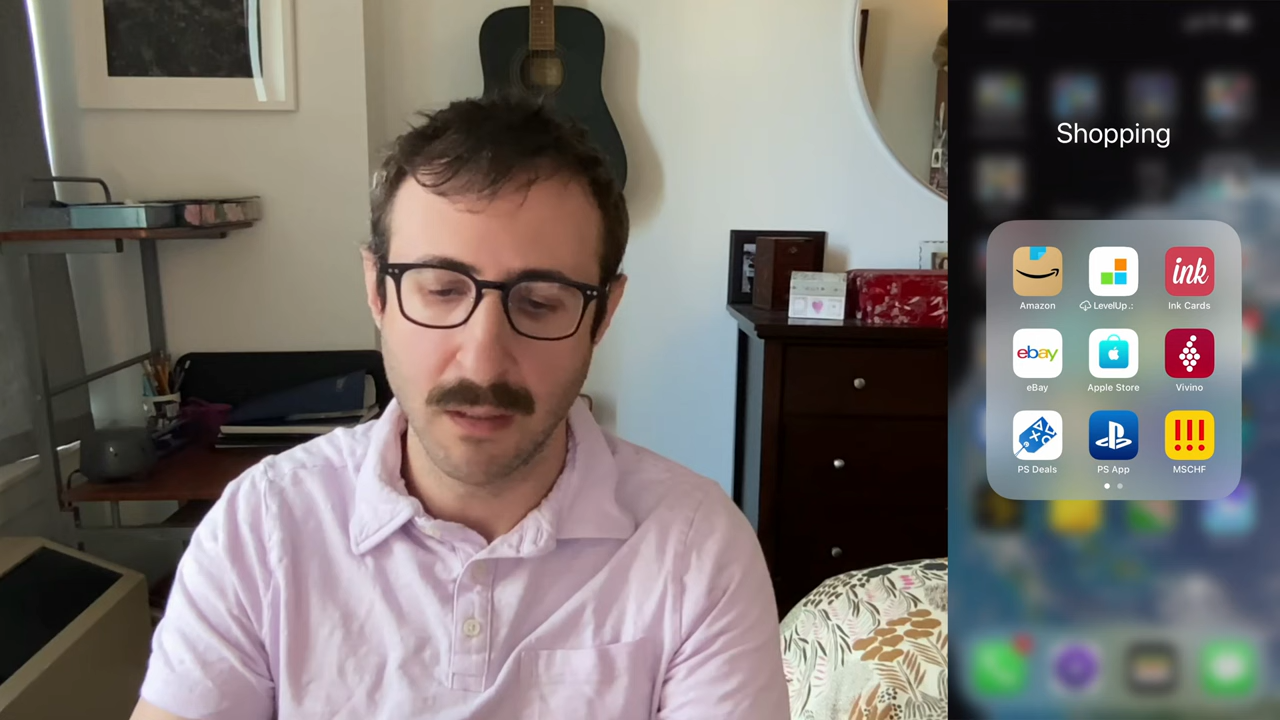 Shopping
Amazon
LevelUp.:
ink
Ink Cards
ebay
eBay
Apple Store
Vivino
PS Deals
PS App
!!!
MSCHF